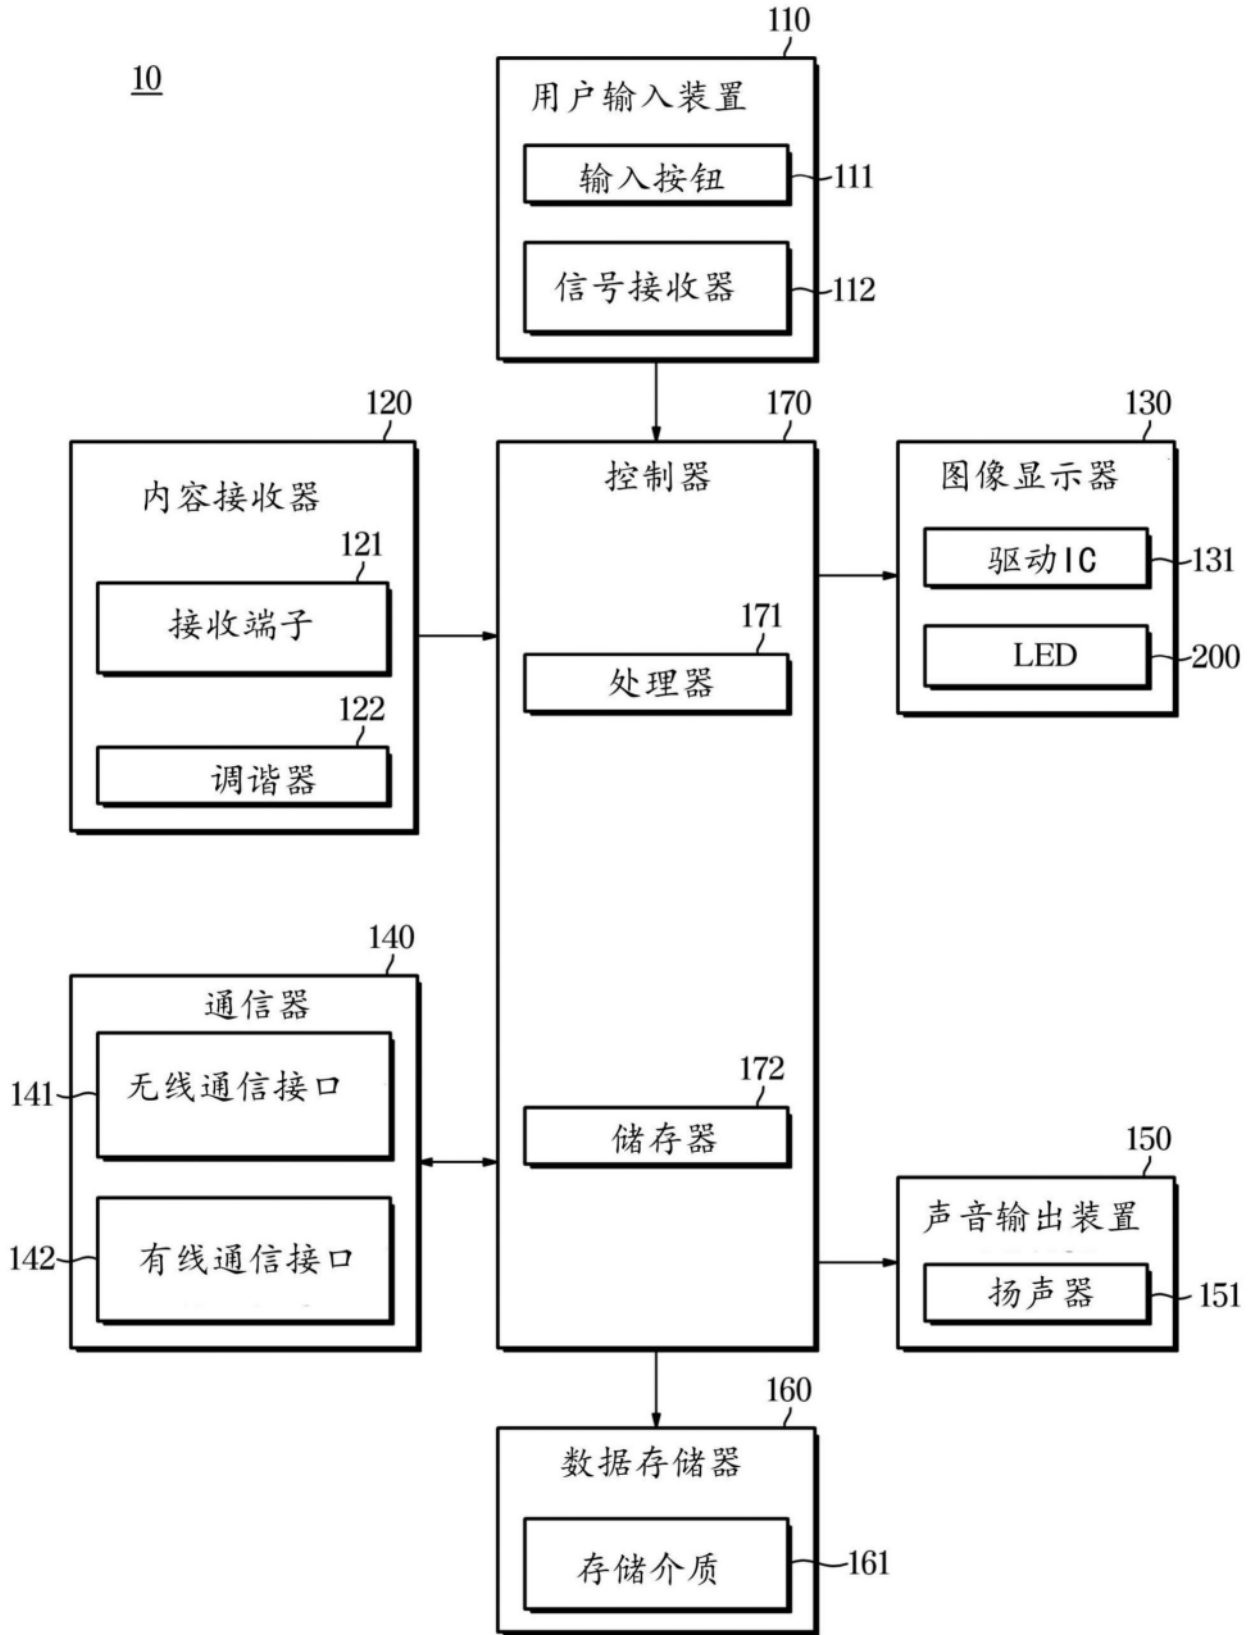 10
110
用户输入装置
输入按钮
111
信号接收器
112
120
内容接收器
121
接收端子
122
调谐器
170
控制器
171
处理器
172
储存器
130
图像显示器
驱动IC
131
LED
200
140
通信器
141
无线通信接口
142
有线通信接口
150
声音输出装置
扬声器
151
160
数据存储器
存储介质
161